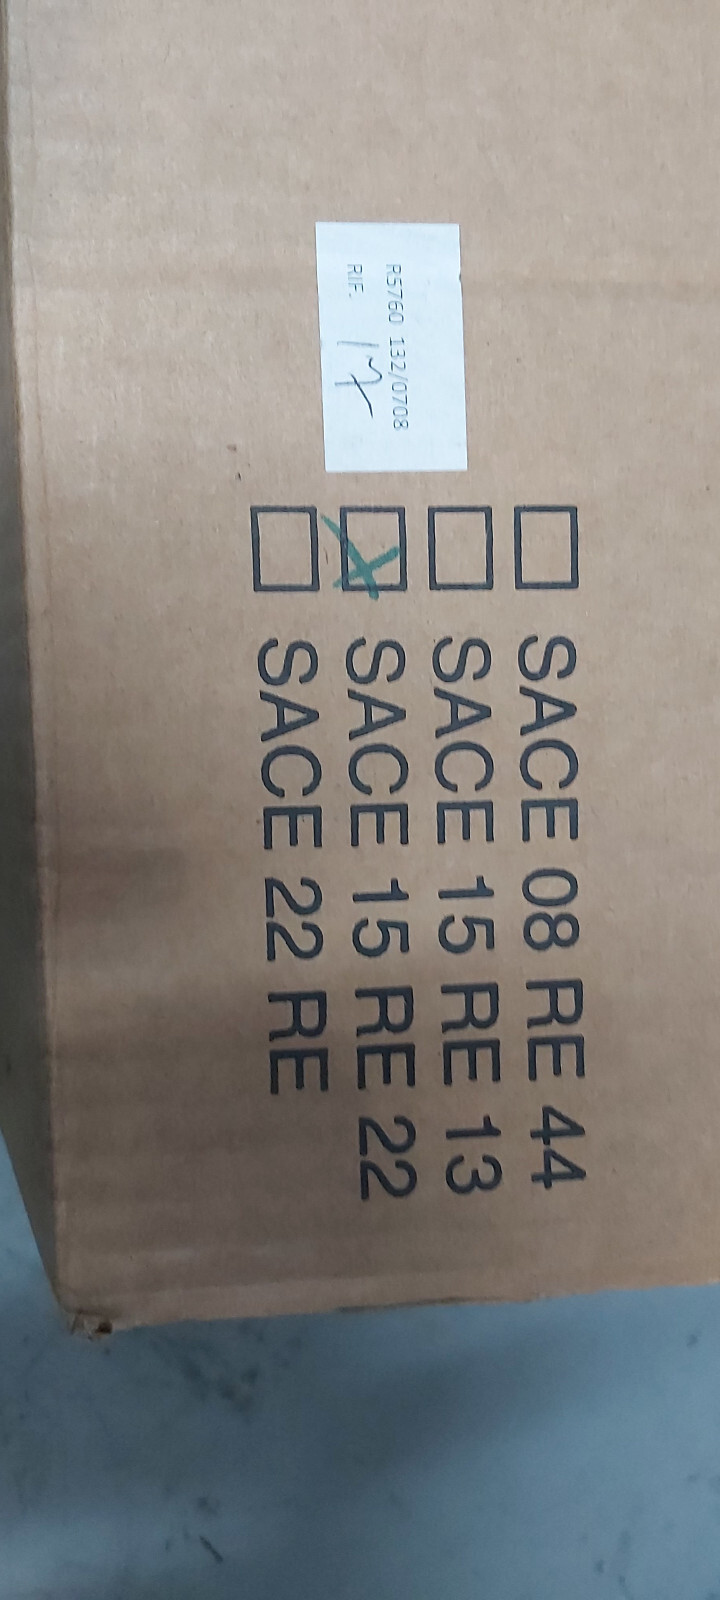 R5760 132/0708
RIF. 17
SACE 08 RE 44
SACE 15 RE 13
SACE 15 RE 22
SACE 22 RE